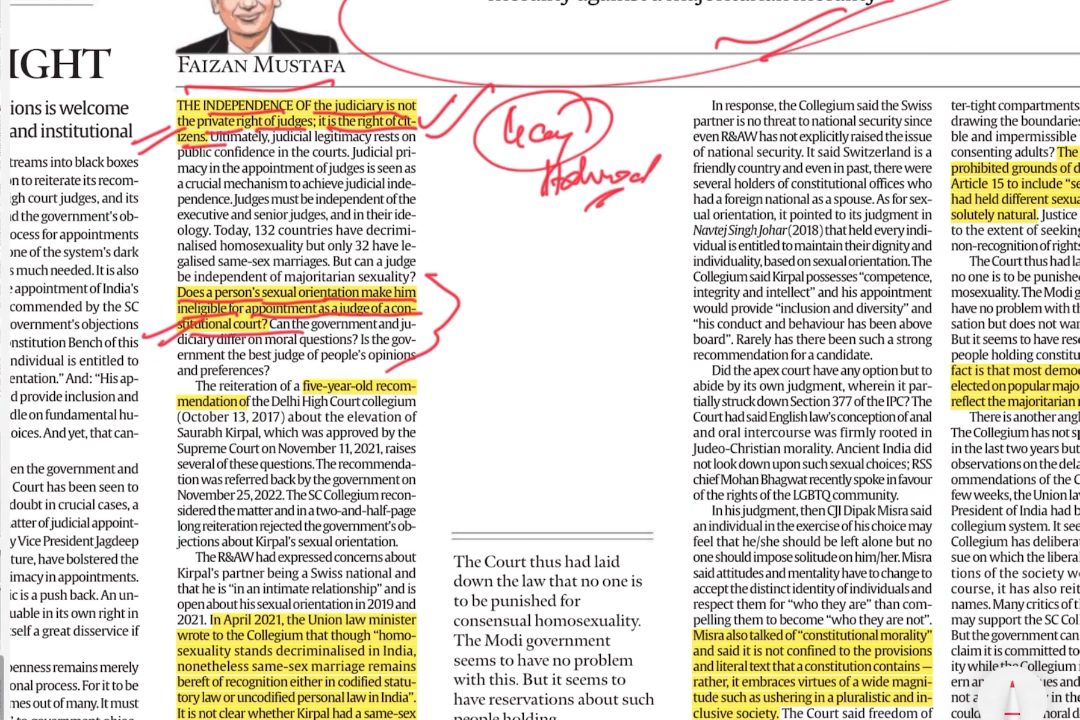 IGHT
ions is welcome
and institutional
treams into black boxes
on to reiterate its recom-
gh court judges, and its
d the government's ob-
ocess for appointments
one of the system's dark
s much needed. It is also
e appointment of India's
commended by the SC
overnment's objections
nstitution Bench of this
ndividual is entitled to
entation." And: "His ap-
d provide inclusion and
dle on fundamental hu-
oices. And yet, that can-
en the government and
Court has been seen to
doubt in crucial cases, a
atter of judicial appoint-
y Vice President Jagdeep
ture, have bolstered the
imacy in appointments.
ic is a push back. An un-
uable in its own right in
tself a great disservice if
penness remains merely
onal process. For it to be
mes out of many. It must
FAIZAN MUSTAFA
THE INDEPENDENCE OF the judiciary is not
the private right of judges; it is the right of cit-
izens. Ultimately, judicial legitimacy rests on
public confidence in the courts. Judicial pri-
macy in the appointment of judges is seen as
a crucial mechanism to achieve judicial inde-
pendence. Judges must be independent of the
executive and senior judges, and in their ide-
ology. Today, 132 countries have decrimi-
nalised homosexuality but only 32 have le-
galised same-sex marriages. But can a judge
be independent of majoritarian sexuality?
Does a person's sexual orientation make him
ineligible for appointment as a judge of a con-
stitutional court? Can the government and ju-
diciary differ on moral questions? Is the gov-
ernment the best judge of people's opinions
and preferences?
The reiteration of a five-year-old recom-
mendation of the Delhi High Court collegium
(October 13, 2017) about the elevation of
Saurabh Kirpal, which was approved by the
Supreme Court on November 11, 2021, raises
several of these questions. The recommenda-
tion was referred back by the government on
November 25, 2022. The SC Collegium recon-
sidered the matter and in a two-and-half-page
long reiteration rejected the government's ob-
jections about Kirpal's sexual orientation.
The R&AW had expressed concerns about
Kirpal's partner being a Swiss national and
that he is "in an intimate relationship" and is
open about his sexual orientation in 2019 and
2021. In April 2021, the Union law minister
wrote to the Collegium that though "homo-
sexuality stands decriminalised in India,
nonetheless same-sex marriage remains
bereft of recognition either in codified statu-
tory law or uncodified personal law in India".
It is not clear whether Kirpal had a same-sex
The Court thus had laid
down the law that no one is
to be punished for
consensual homosexuality.
The Modi government
seems to have no problem
with this. But it seems to
have reservations about such
people holding
In response, the Collegium said the Swiss
partner is no threat to national security since
even R&AW has not explicitly raised the issue
of national security. It said Switzerland is a
friendly country and even in past, there were
several holders of constitutional offices who
had a foreign national as a spouse. As for sex-
ual orientation, it pointed to its judgment in
Navtej Singh Johar (2018) that held every indi-
vidual is entitled to maintain their dignity and
individuality, based on sexual orientation. The
Collegium said Kirpal possesses "competence,
integrity and intellect" and his appointment
would provide "inclusion and diversity" and
"his conduct and behaviour has been above
board". Rarely has there been such a strong
recommendation for a candidate.
Did the apex court have any option but to
abide by its own judgment, wherein it par-
tially struck down Section 377 of the IPC? The
Court had said English law's conception of anal
and oral intercourse was firmly rooted in
Judeo-Christian morality. Ancient India did
not look down upon such sexual choices; RSS
chief Mohan Bhagwat recently spoke in favour
of the rights of the LGBTQ community.
In his judgment, then CJI Dipak Misra said
an individual in the exercise of his choice may
feel that he/she should be left alone but no
one should impose solitude on him/her. Misra
said attitudes and mentality have to change to
accept the distinct identity of individuals and
respect them for "who they are" than com-
pelling them to become "who they are not".
Misra also talked of "constitutional morality"
and said it is not confined to the provisions
and literal text that a constitution contains —
rather, it embraces virtues of a wide magni-
tude such as ushering in a pluralistic and in-
clusive society. The Court said freedom of
ter-tight compartments
drawing the boundaries
ble and impermissible
consenting adults? The
prohibited grounds of d
Article 15 to include "se
had held different sexua
solutely natural. Justice
to the extent of seeking
non-recognition of rights
The Court thus had la
no one is to be punishe
mosexuality. The Modi g
have no problem with th
sation but does not wan
But it seems to have rese
people holding constitu
fact is that most democ
elected on popular majo
reflect the majoritarian m
There is another angl
The Collegium has not sp
in the last two years but
observations on the dela
ommendations of the C
few weeks, the Union law
President of India had b
collegium system. It see
Collegium has deliberat
sue on which the liberal
tions of the society w
course, it has also reit
names. Many critics of t
may support the SC Coll
But the government can
claim it is committed to
ity while the Collegium i